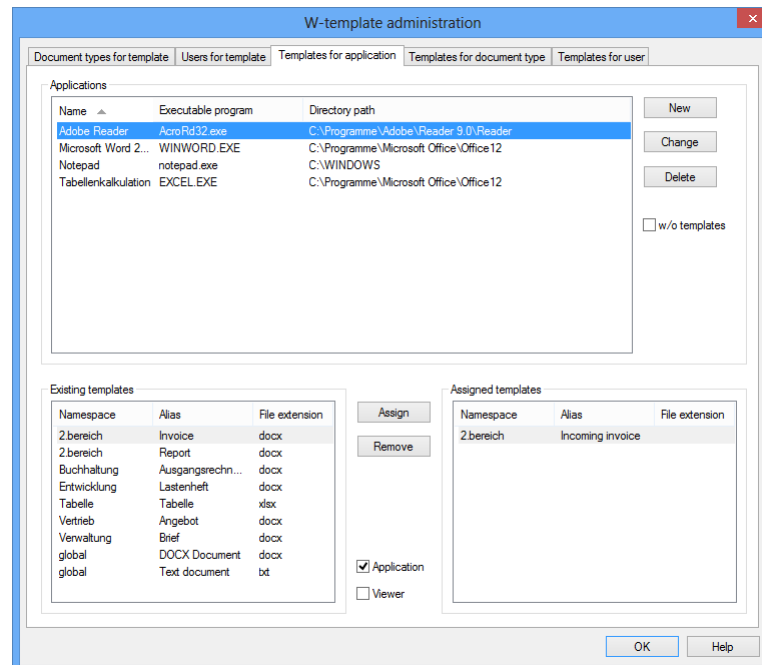 W-template administration
Document types for template Users for template Templates for application Templates for document type Templates for user
Applications
Name Executable program Directory path
Adobe Reader AcroRd32.exe C:\Programme\Adobe\Reader 9.0\Reader
Microsoft Word 2... WINWORD.EXE C:\Programme\Microsoft Office\Office12
Notepad notepad.exe C:\WINDOWS
Tabellenkalkulation EXCEL.EXE C:\Programme\Microsoft Office\Office12
New
Change
Delete
w/o templates
Existing templates
Namespace Alias File extension
2.bereich Invoice docx
2.bereich Report docx
Buchhaltung Ausgangsrechn... docx
Entwicklung Lastenheft docx
Tabelle Tabelle xlsx
Vertrieb Angebot docx
Verwaltung Brief docx
global DOCX Document docx
global Text document txt
Assign
Remove
Application
Viewer
Assigned templates
Namespace Alias File extension
2.bereich Incoming invoice
OK Help